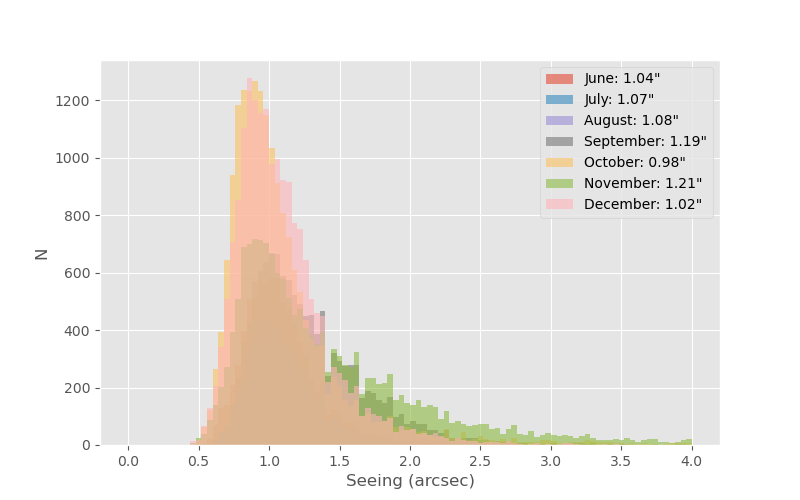 1200
1000
800
600
400
200
0
N
0.0 0.5 1.0 1.5 2.0 2.5 3.0 3.5 4.0
Seeing (arcsec)
June: 1.04"
July: 1.07"
August: 1.08"
September: 1.19"
October: 0.98"
November: 1.21"
December: 1.02"